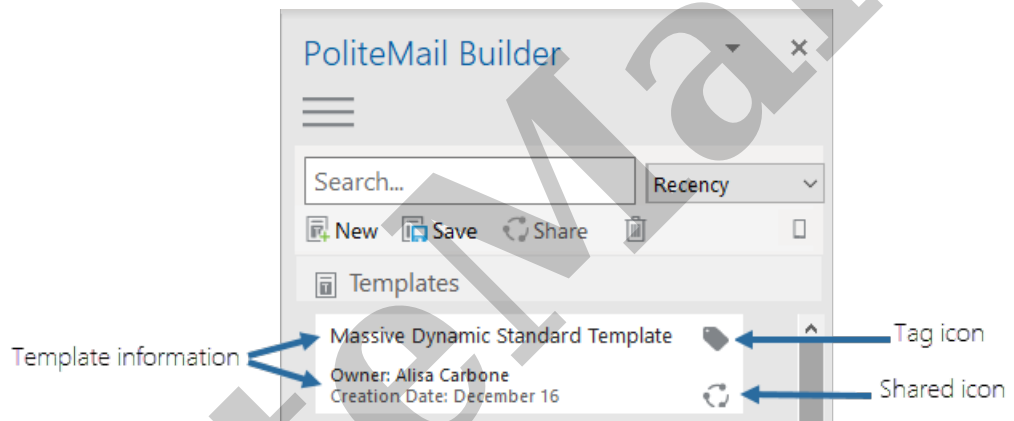 PoliteMail Builder
Search...
Recency
New Save Share
Templates
Massive Dynamic Standard Template
Owner: Alisa Carbone
Creation Date: December 16
Template information
Tag icon
Shared icon